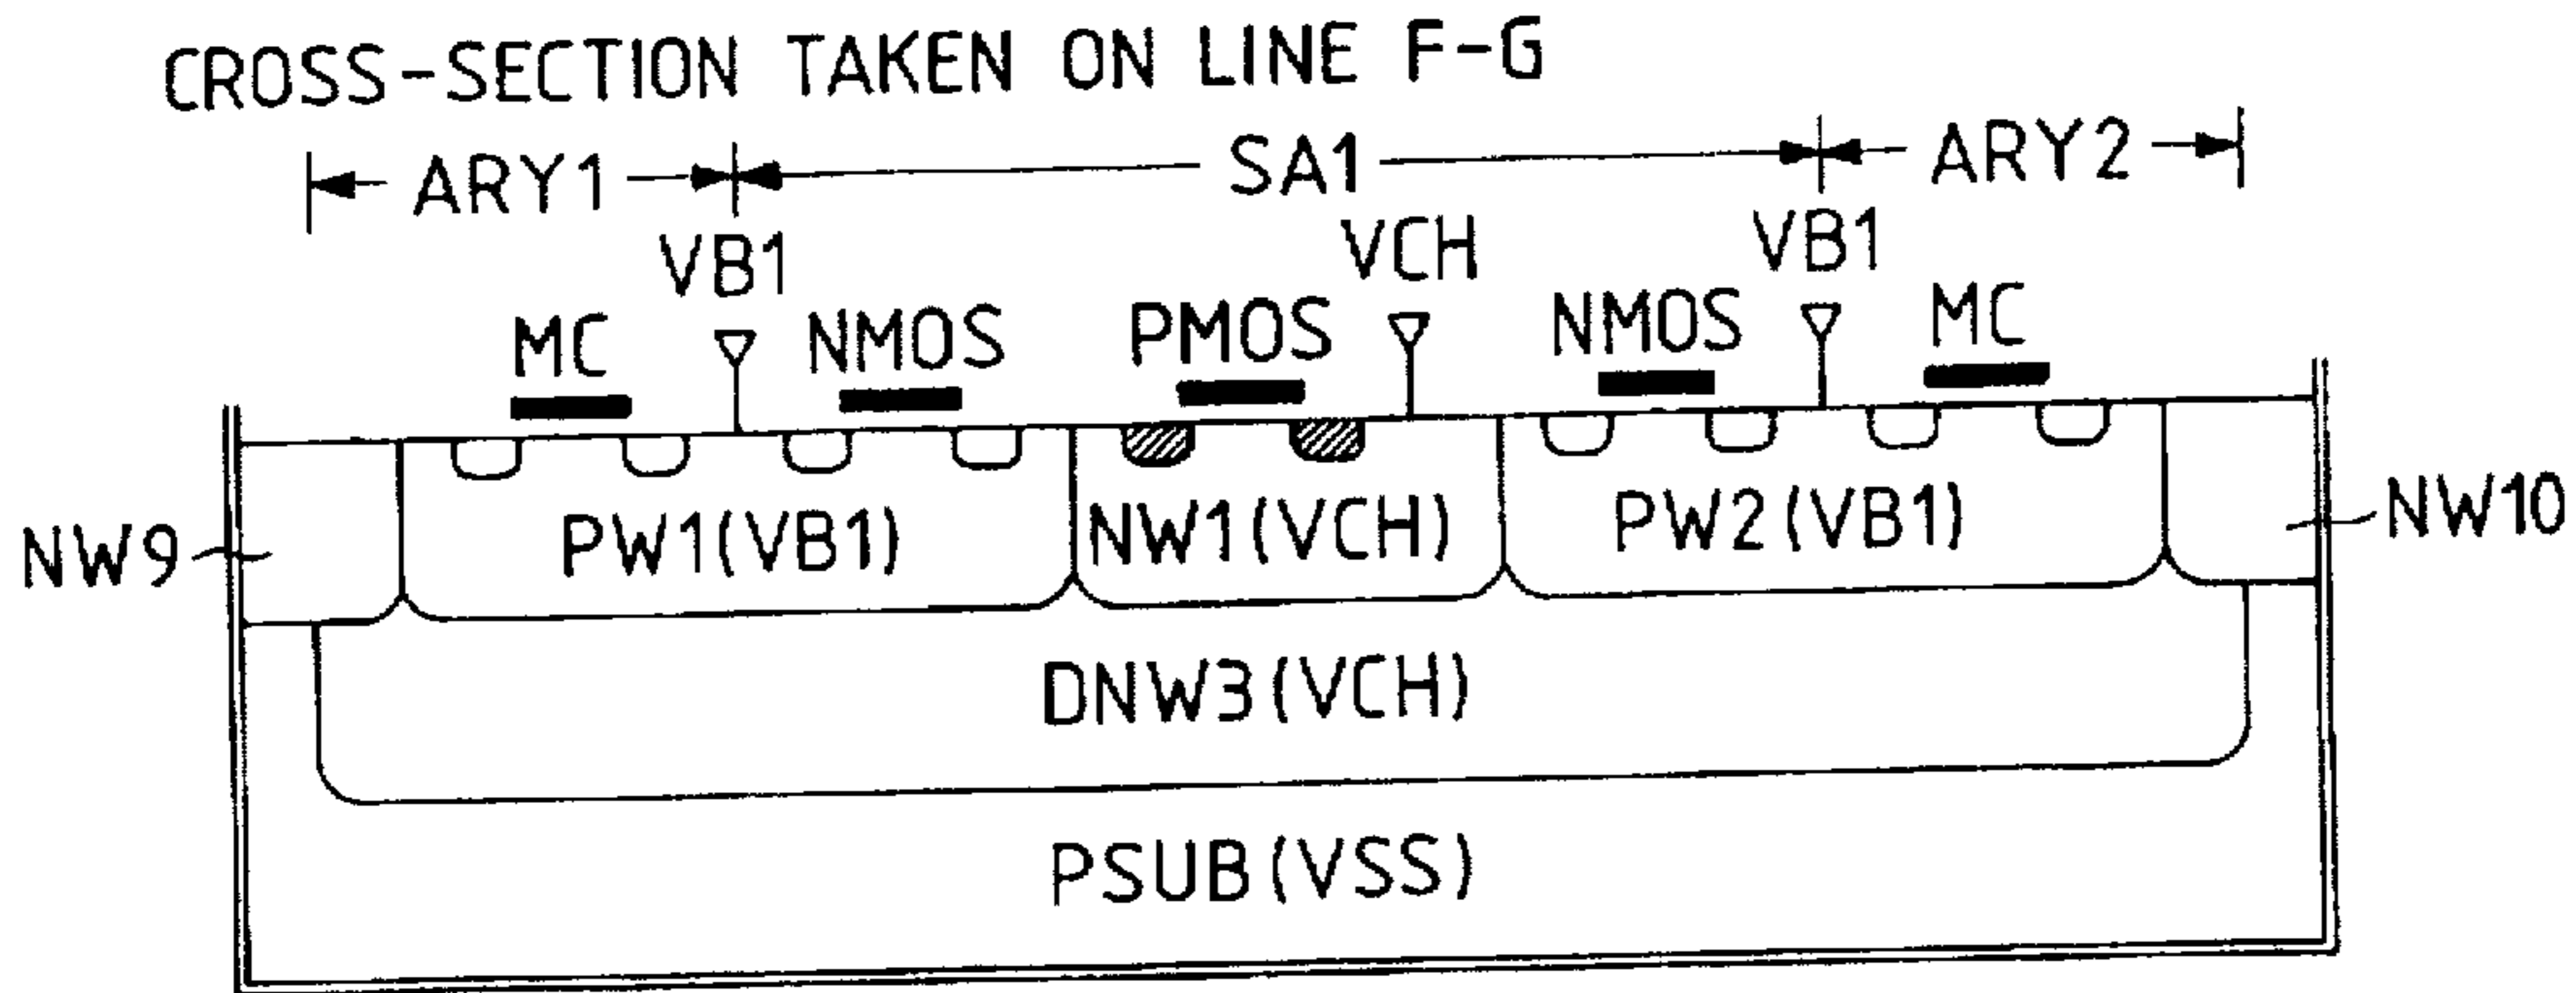 CROSS-SECTION TAKEN ON LINE F-G
ARY1 SA1 ARY2
VB1 VCH VB1
MC NMOS PMOS NMOS MC
NW9 PW1(VB1) NW1(VCH) PW2(VB1) NW10
DNW3(VCH)
PSUB(VSS)